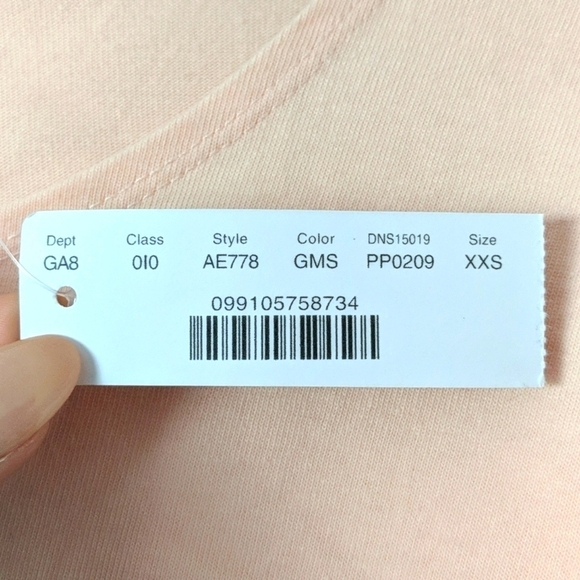 Dept Class Style Color DNS15019 Size
GA8 0I0 AE778 GMS PP0209 XXS
099105758734